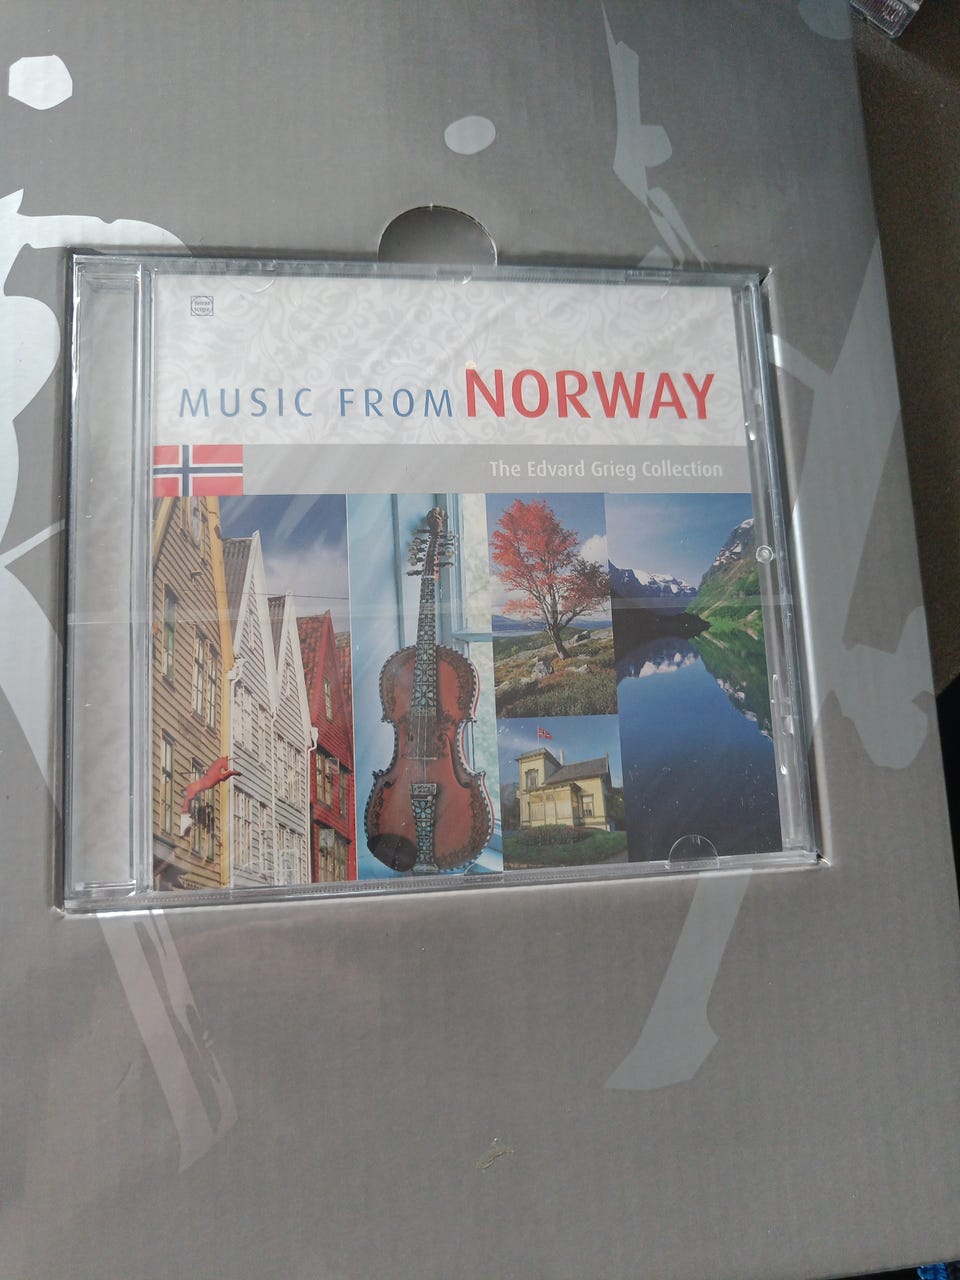 MUSIC FROM NORWAY
The Edvard Grieg Collection